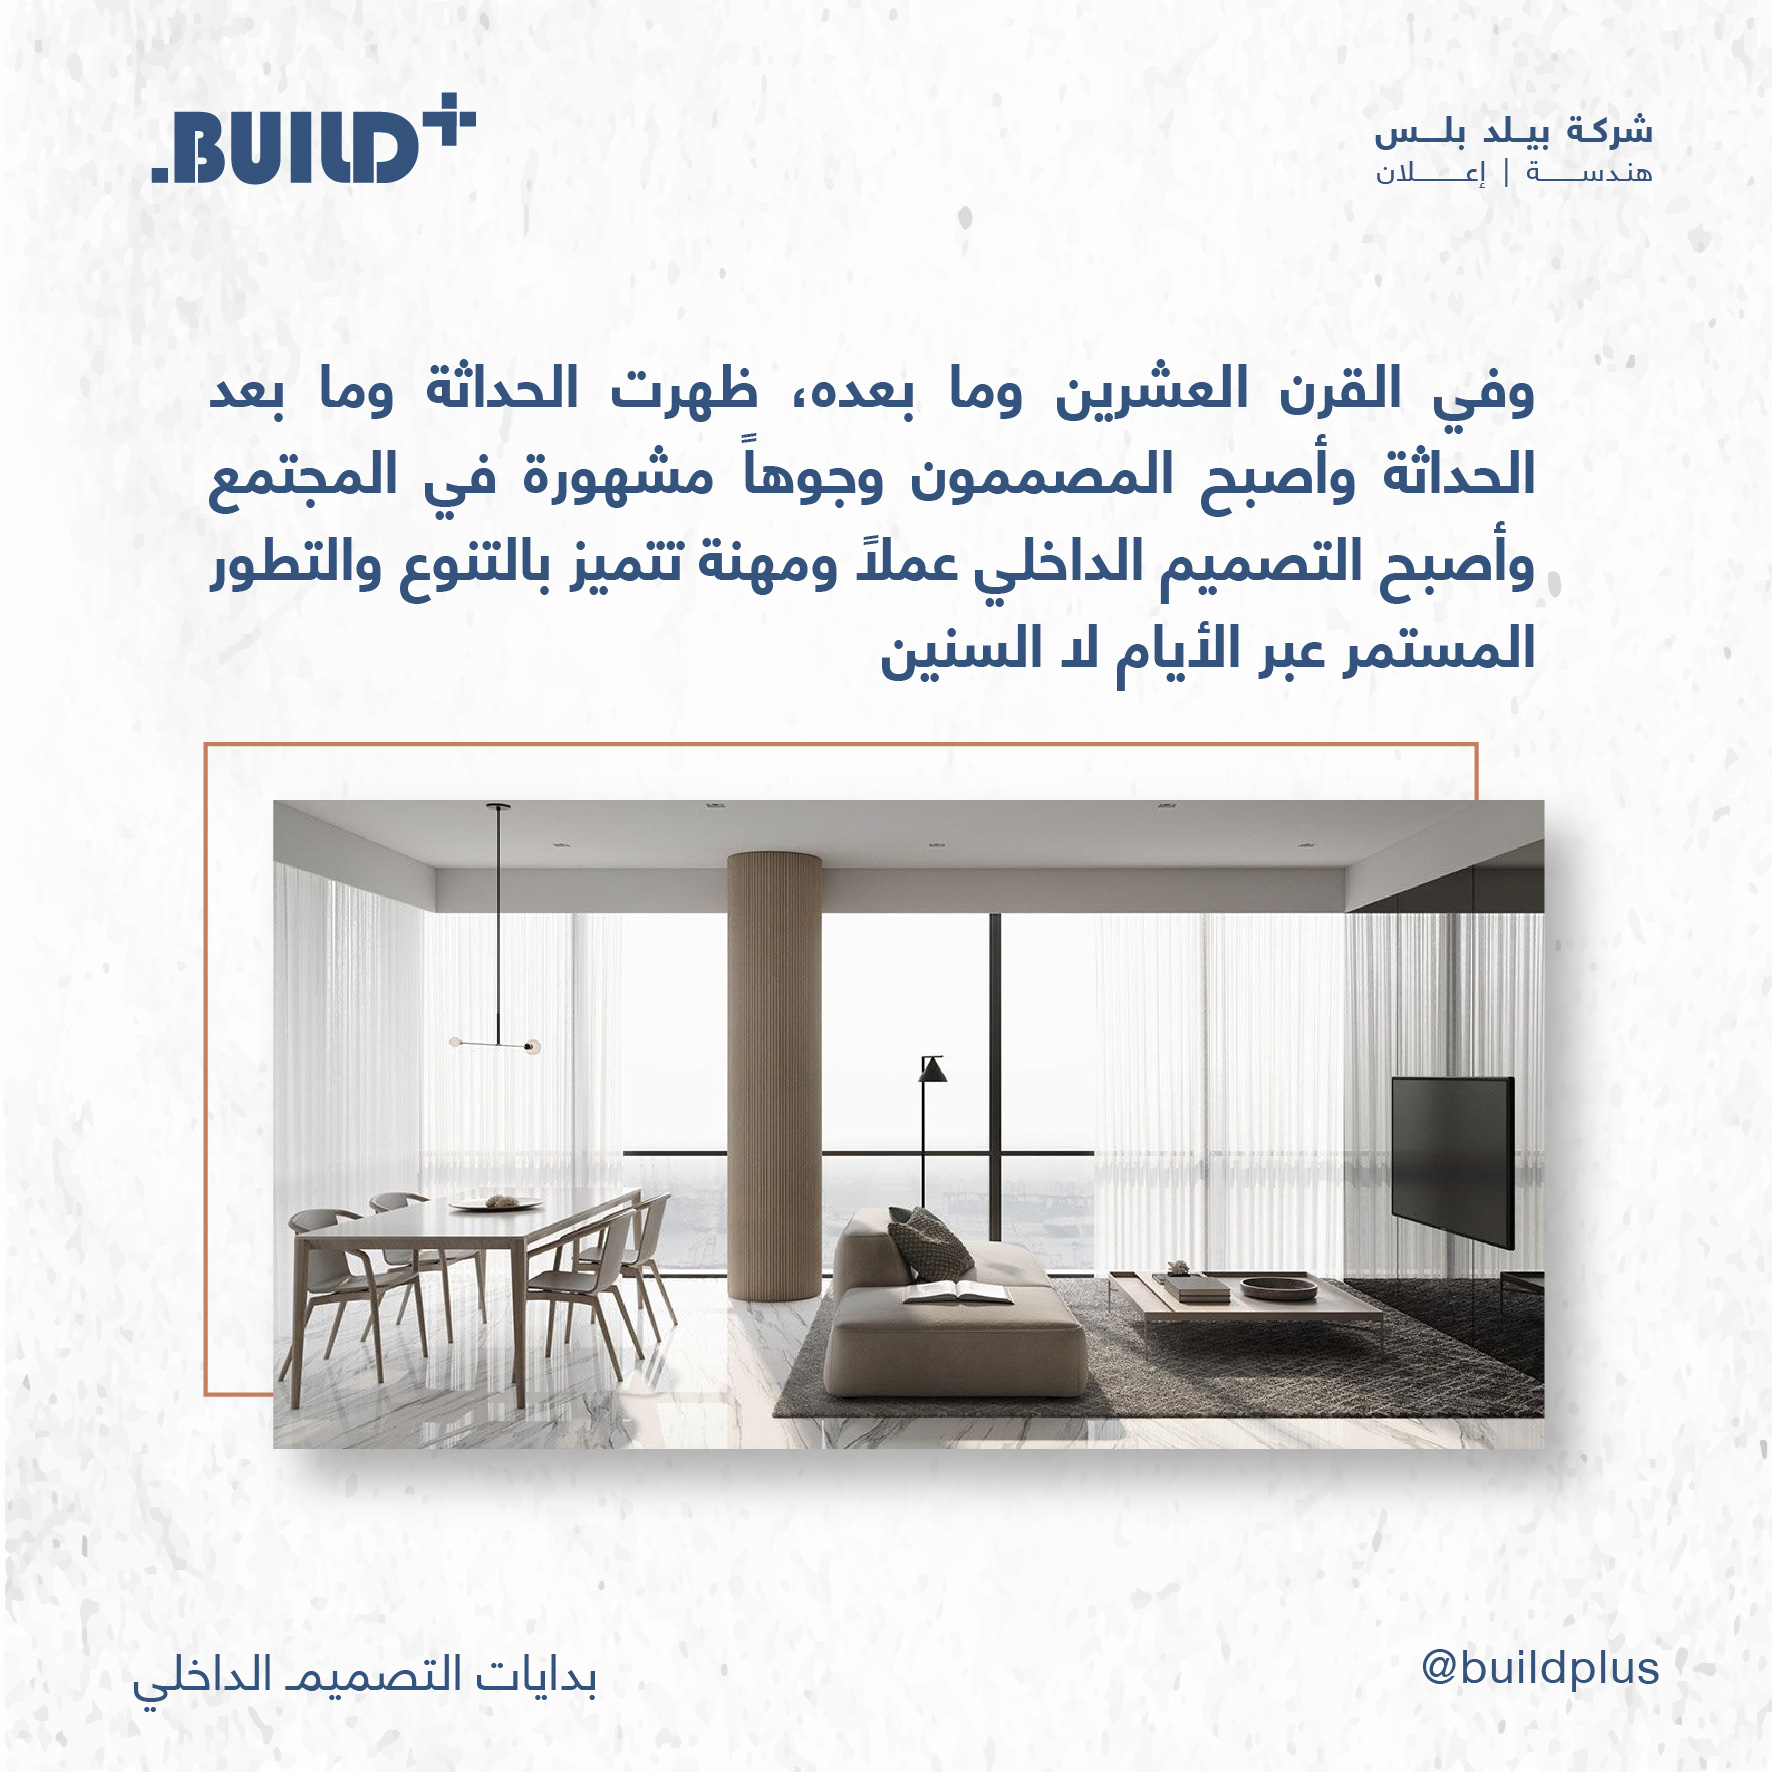 .BUILD+
شركة بيلد بلس
هندسة | إعلان
وفي القرن العشرين وما بعده، ظهرت الحداثة وما بعد
الحداثة وأصبح المصممون وجوهاً مشهورة في المجتمع
وأصبح التصميم الداخلي عملاً ومهنة تتميز بالتنوع والتطور
المستمر عبر الأيام لا السنين
بدايات التصميم الداخلي
@buildplus